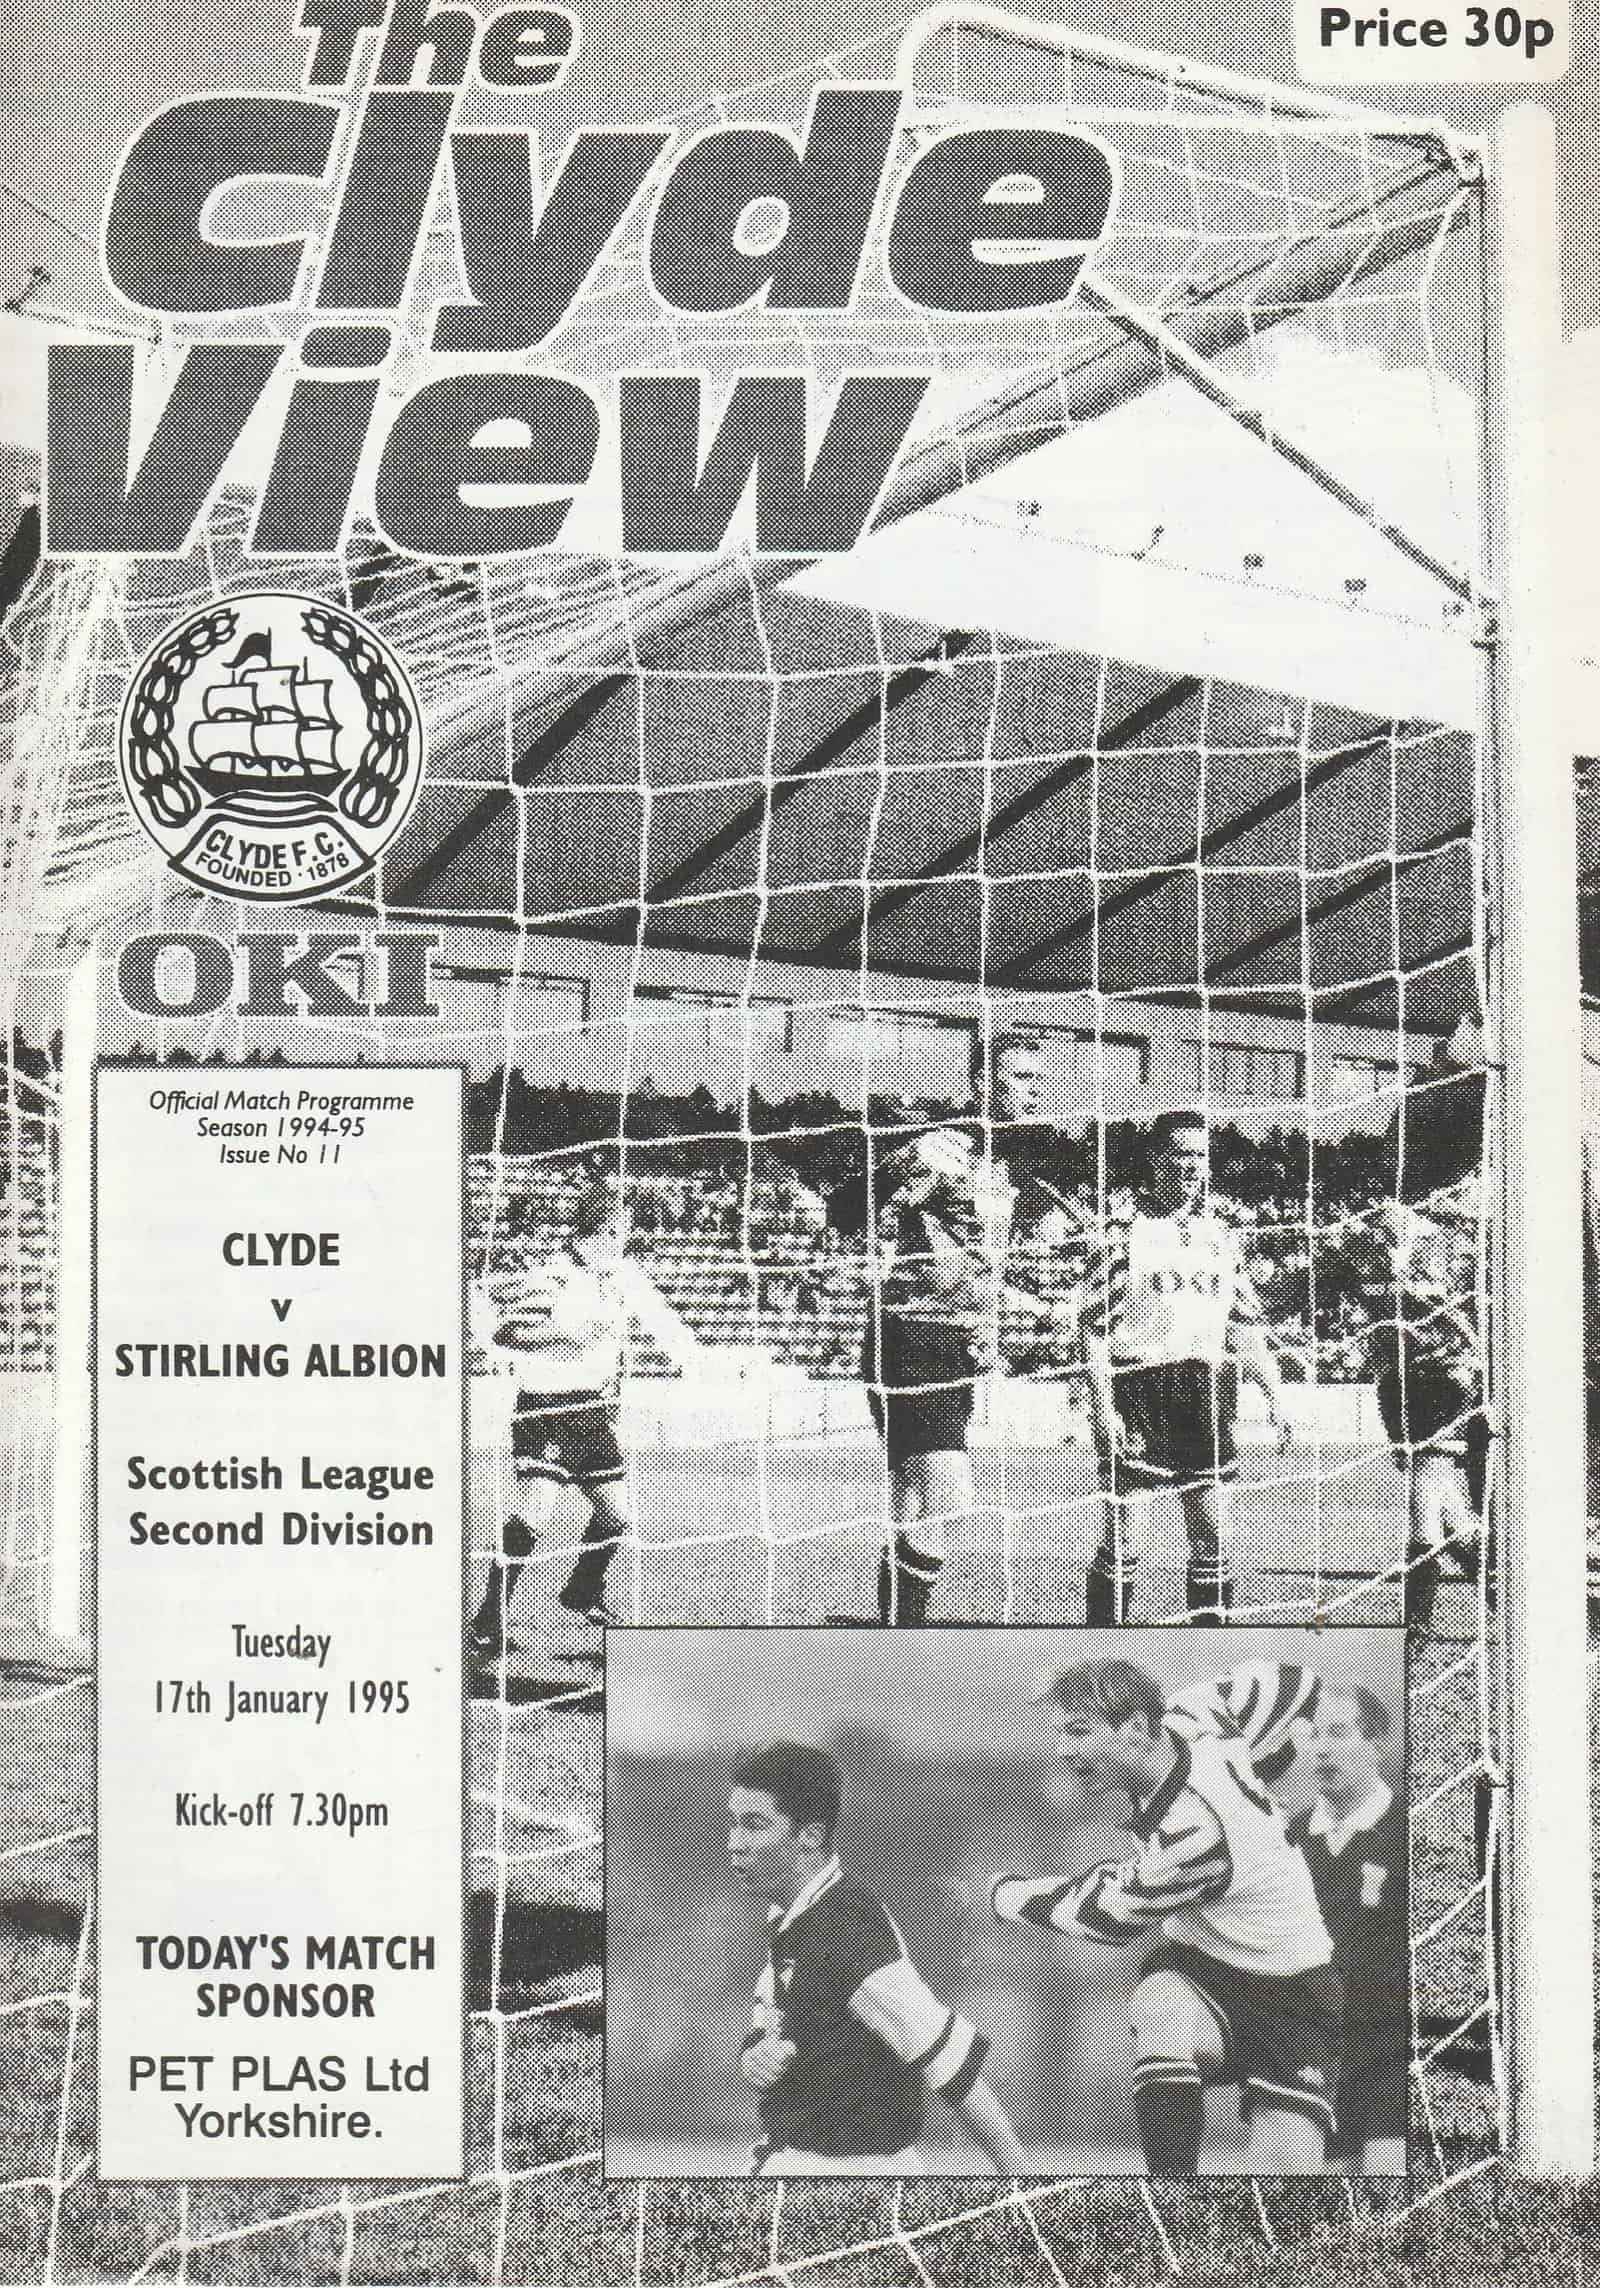 Price 30p
The
Clyde
View
CLYDE F.C.
FOUNDED · 1878
OKI
Official Match Programme
Season 1994-95
Issue No 11
CLYDE
v
STIRLING ALBION
Scottish League
Second Division
Tuesday
17th January 1995
Kick-off 7.30pm
TODAY'S MATCH
SPONSOR
PET PLAS Ltd
Yorkshire.
OKI